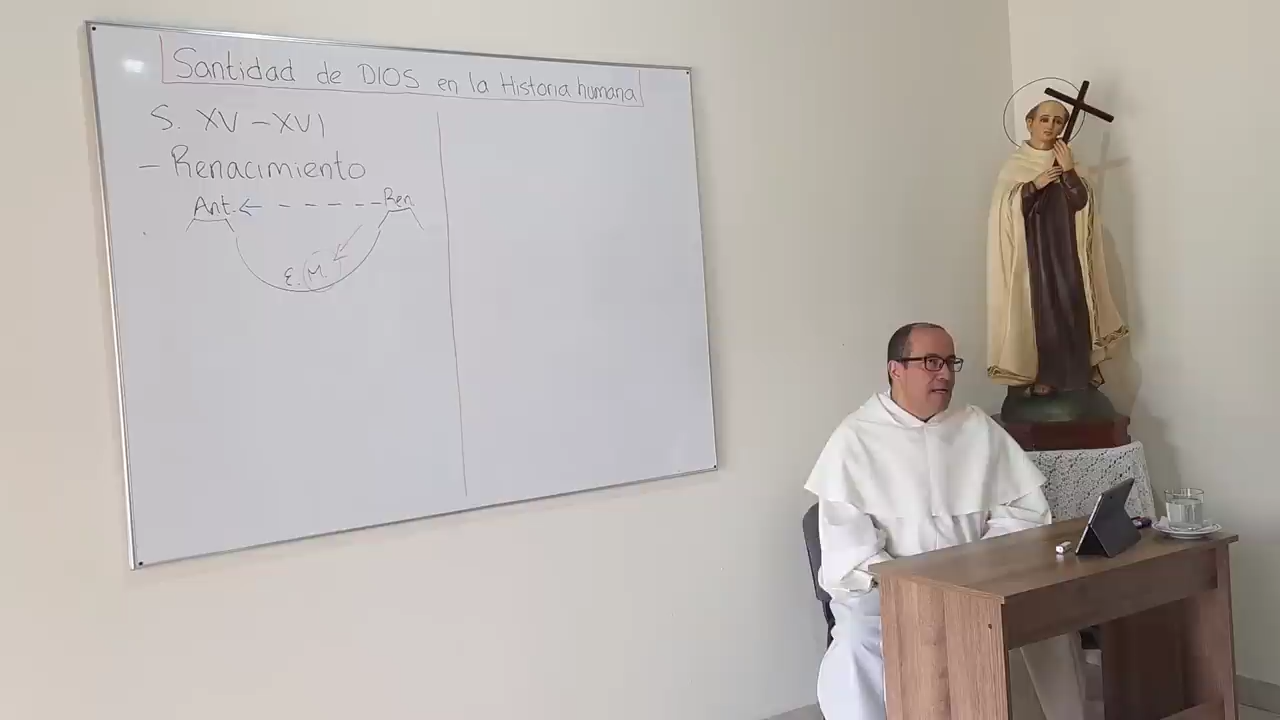 Santidad de DIOS en la Historia humana
S. XV - XVI
- Renacimiento
Ant. ← - - - - - Ren.
E. M.